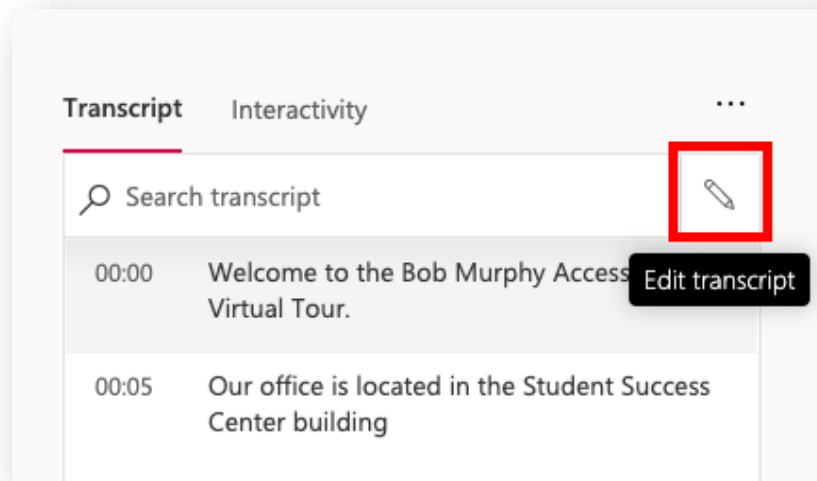 Transcript Interactivity ...
Search transcript
00:00 Welcome to the Bob Murphy Access
Edit transcript
Virtual Tour.
00:05 Our office is located in the Student Success
Center building